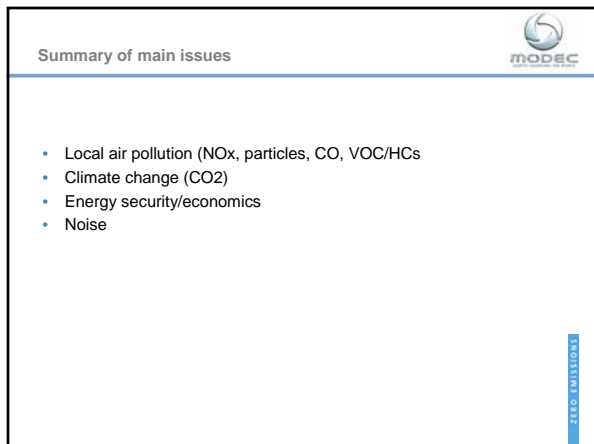 Summary of main issues
MODEC
• Local air pollution (NOx, particles, CO, VOC/HCs
• Climate change (CO2)
• Energy security/economics
• Noise
ZERO EMISSIONS